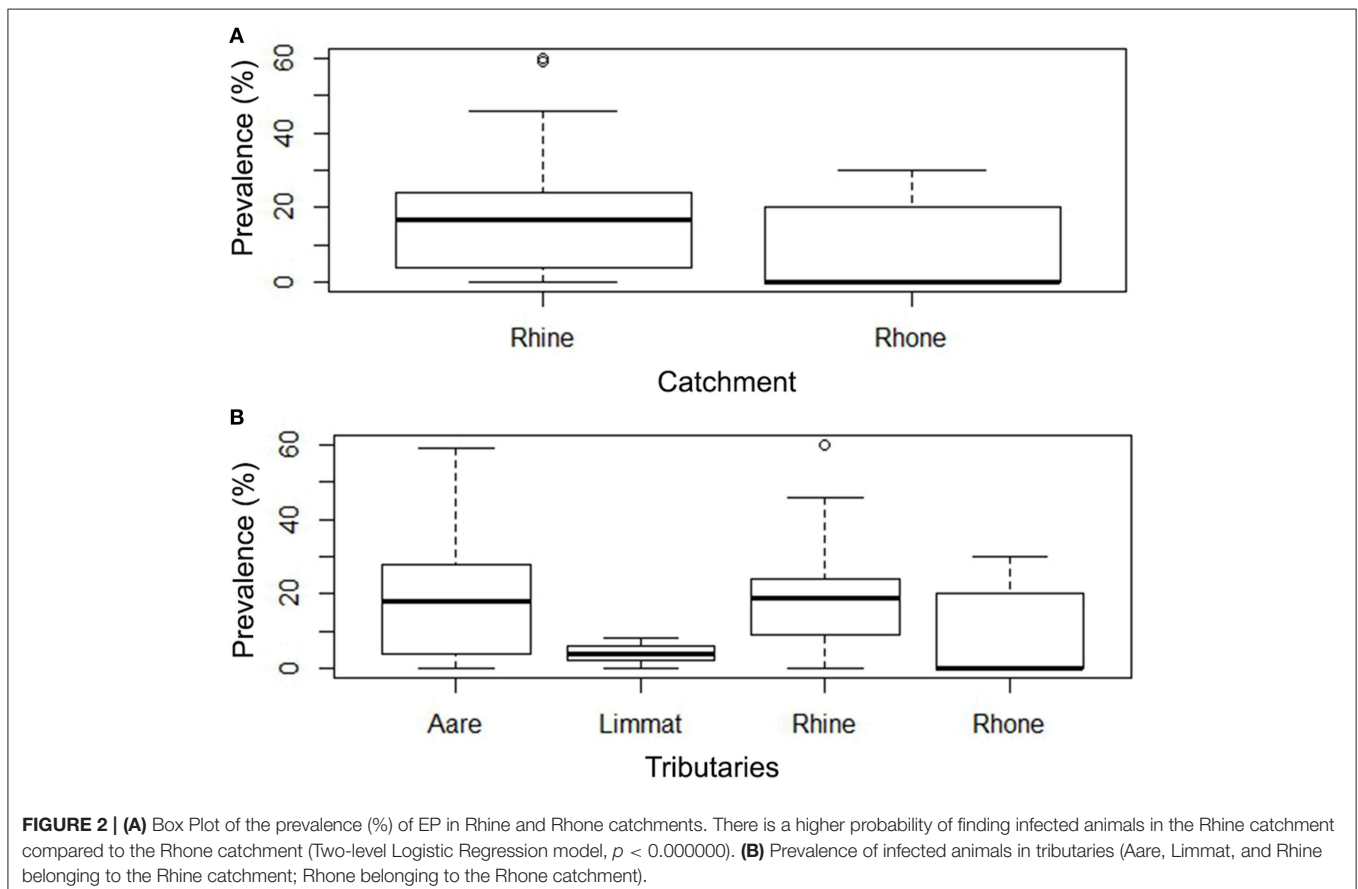 A
Prevalence (%)
60
40
20
0
Rhine Rhone
Catchment
B
Prevalence (%)
60
40
20
0
Aare Limmat Rhine Rhone
Tributaries
FIGURE 2 | (A) Box Plot of the prevalence (%) of EP in Rhine and Rhone catchments. There is a higher probability of finding infected animals in the Rhine catchment
compared to the Rhone catchment (Two-level Logistic Regression model, p < 0.000000). (B) Prevalence of infected animals in tributaries (Aare, Limmat, and Rhine
belonging to the Rhine catchment; Rhone belonging to the Rhone catchment).